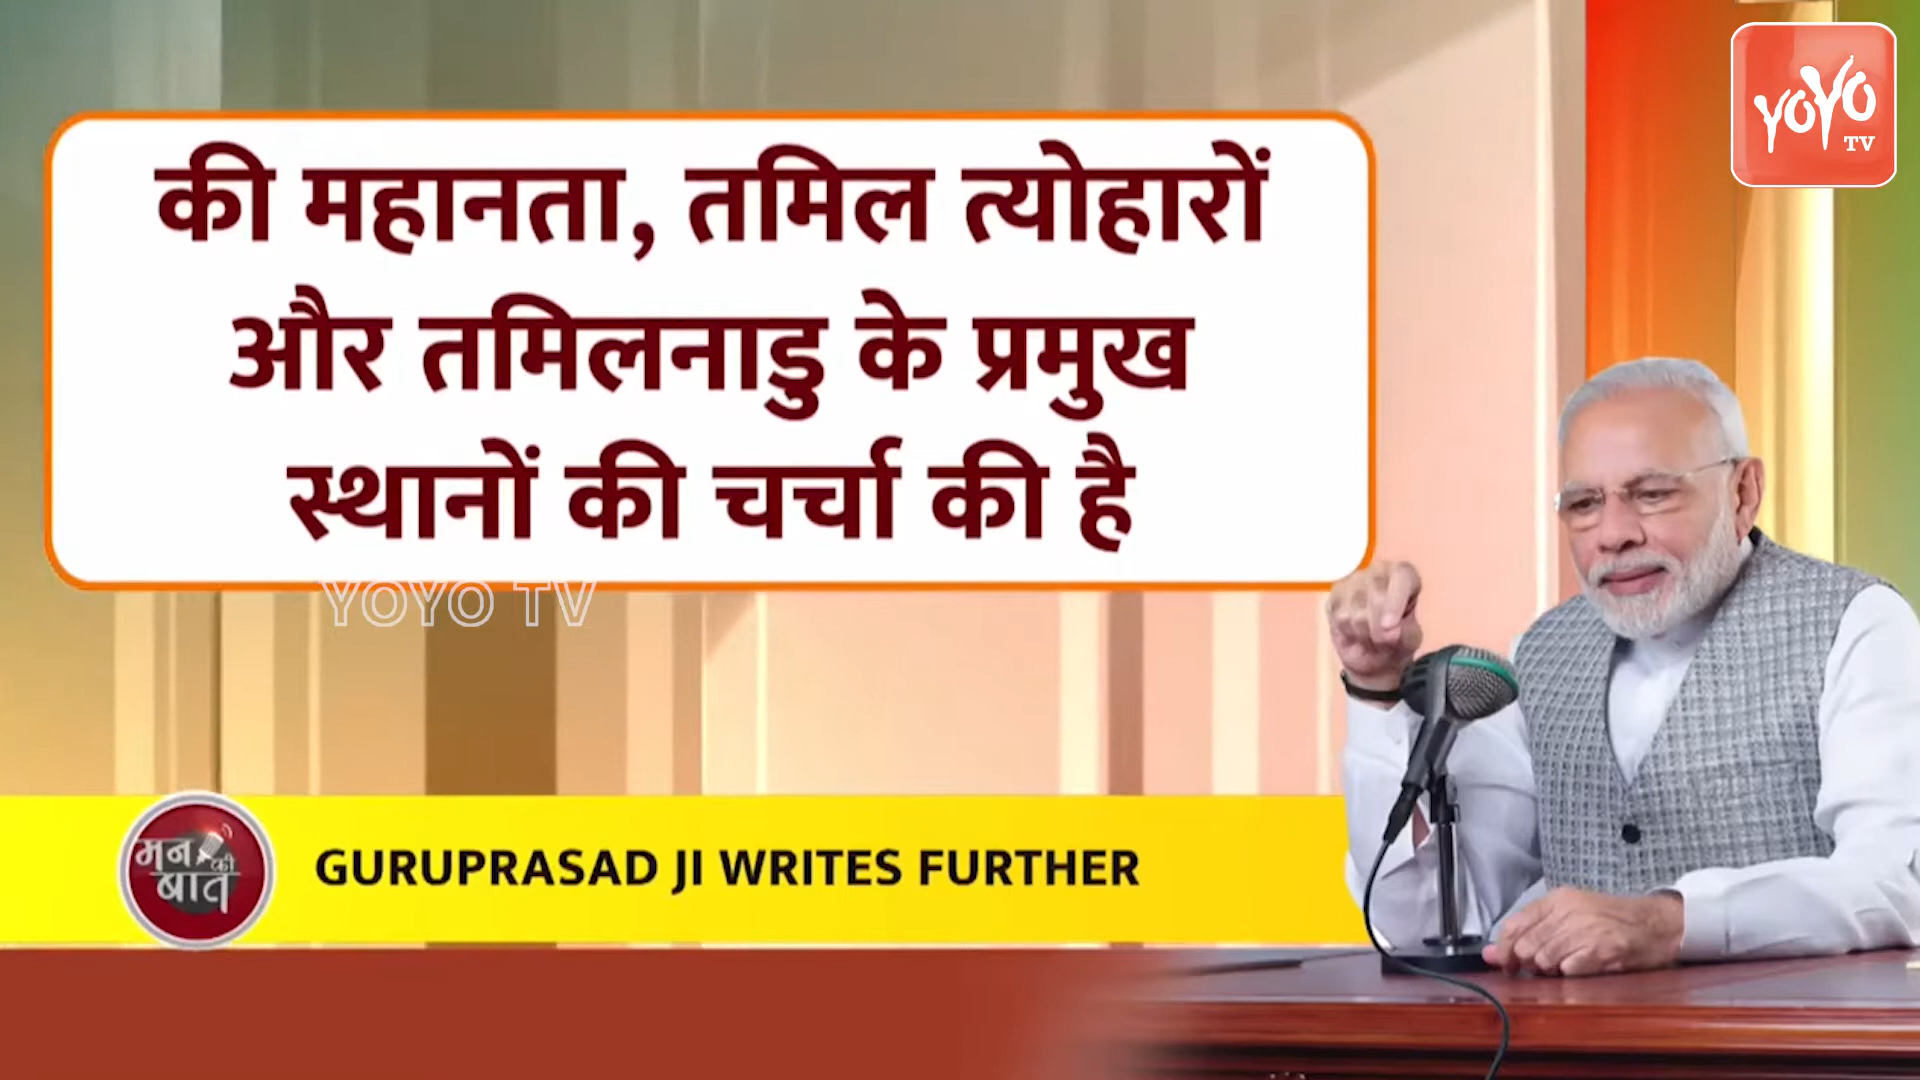 YOYO
TV
की महानता, तमिल त्योहारों
और तमिलनाडु के प्रमुख
स्थानों की चर्चा की है
YOYO TV
मन
की
बात
GURUPRASAD JI WRITES FURTHER